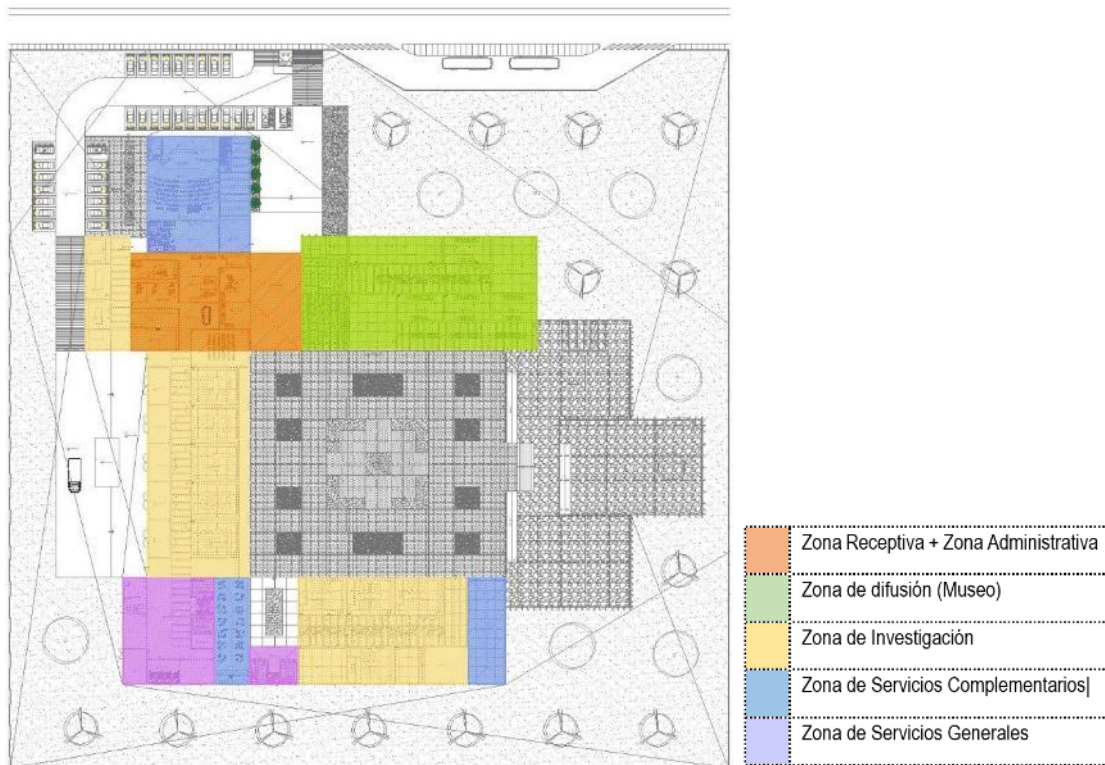 Zona Receptiva + Zona Administrativa
Zona de difusión (Museo)
Zona de Investigación
Zona de Servicios Complementarios|
Zona de Servicios Generales